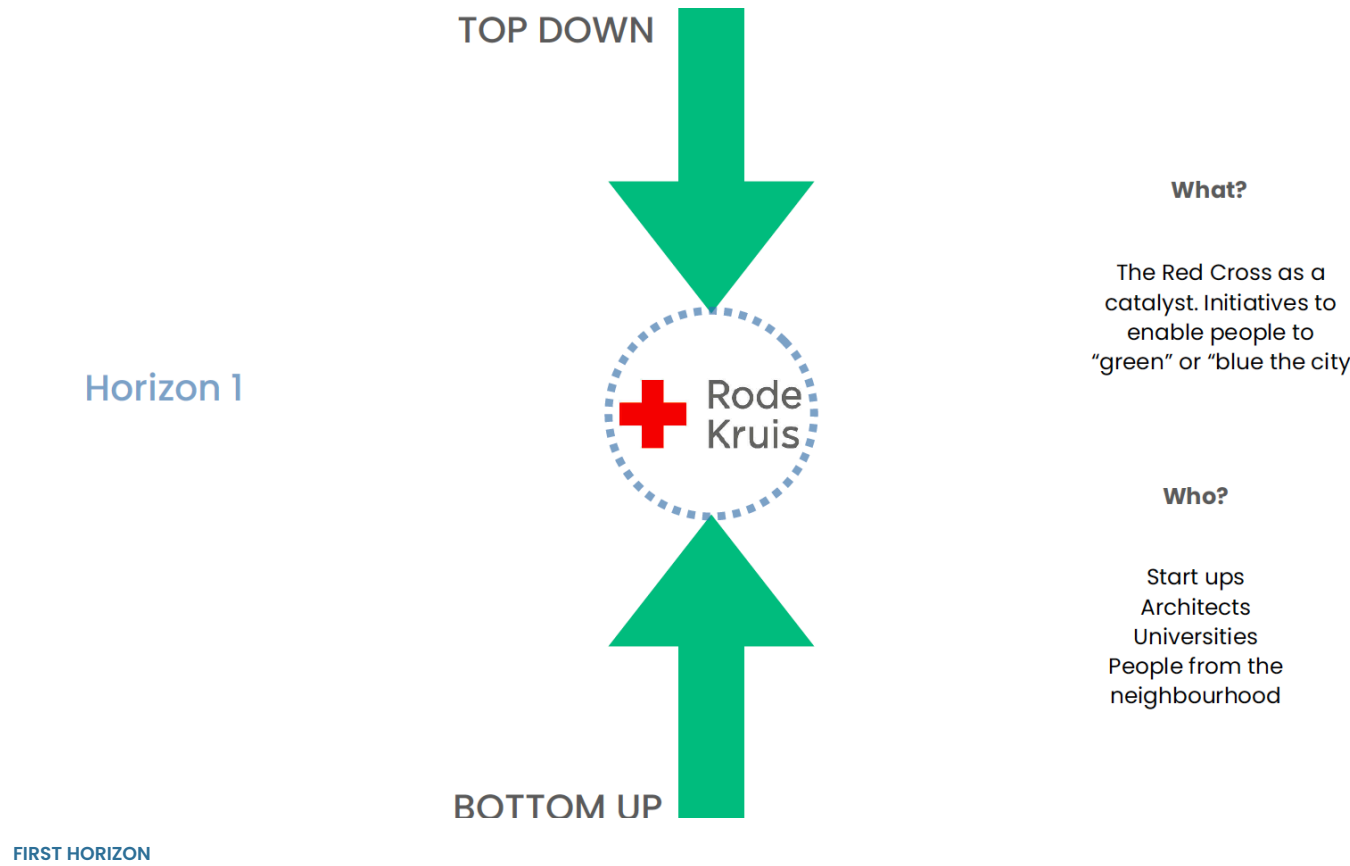 TOP DOWN
What?
The Red Cross as a
catalyst. Initiatives to
enable people to
“green” or “blue the city
Horizon 1
Rode
Kruis
Who?
Start ups
Architects
Universities
People from the
neighbourhood
BOTTOM UP
FIRST HORIZON